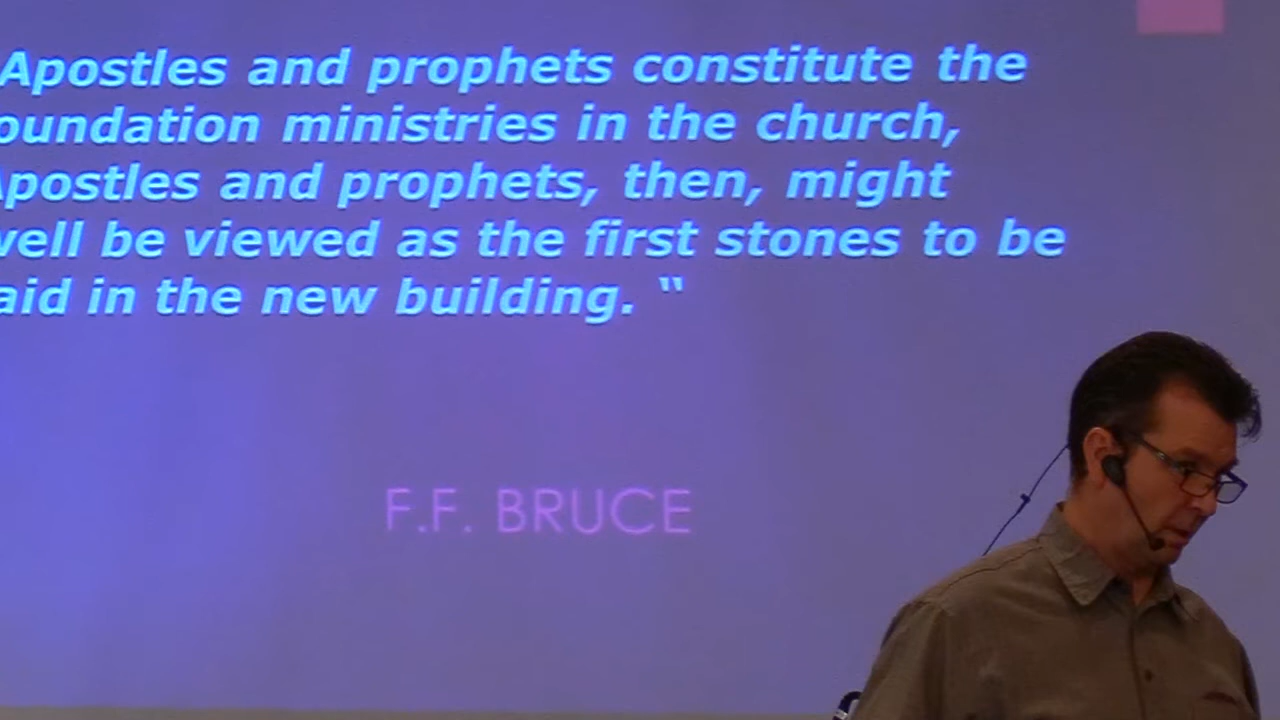 Apostles and prophets constitute the
oundation ministries in the church,
Apostles and prophets, then, might
well be viewed as the first stones to be
aid in the new building. “
F.F. BRUCE